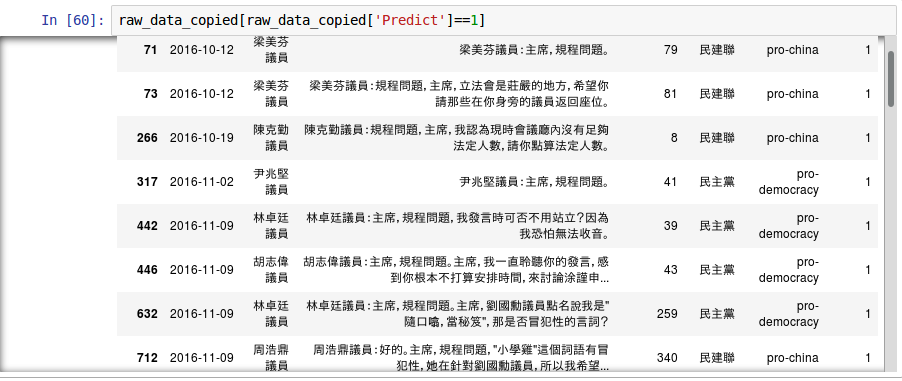 In [60]: raw_data_copied[raw_data_copied['Predict']==1]
71 2016-10-12 梁美芬議員 梁美芬議員:主席,規程問題。 79 民建聯 pro-china 1
73 2016-10-12 梁美芬議員 梁美芬議員:規程問題,主席,立法會是莊嚴的地方,希望你
請那些在你身旁的議員返回座位。 81 民建聯 pro-china 1
266 2016-10-19 陳克勤議員 陳克勤議員:規程問題,主席,我認為現時會議廳內沒有足夠
法定人數,請你點算法定人數。 8 民建聯 pro-china 1
317 2016-11-02 尹兆堅議員 尹兆堅議員:主席,規程問題。 41 民主黨 pro-democracy 1
442 2016-11-09 林卓廷議員 林卓廷議員:主席,規程問題,我發言時可否不用站立?因為
我恐怕無法收音。 39 民主黨 pro-democracy 1
446 2016-11-09 胡志偉議員 胡志偉議員:主席,規程問題。主席,我一直聆聽你的發言,感
到你根本不打算安排時間,來討論涂謹申... 43 民主黨 pro-democracy 1
632 2016-11-09 林卓廷議員 林卓廷議員:主席,規程問題。主席,劉國勳議員點名說我是"
隨口噏,當秘笈",那是否冒犯性的言詞? 259 民主黨 pro-democracy 1
712 2016-11-09 周浩鼎議員 周浩鼎議員:好的。主席,規程問題,"小學雞"這個詞語有冒
犯性,她在針對劉國勳議員,所以我希望... 340 民建聯 pro-china 1